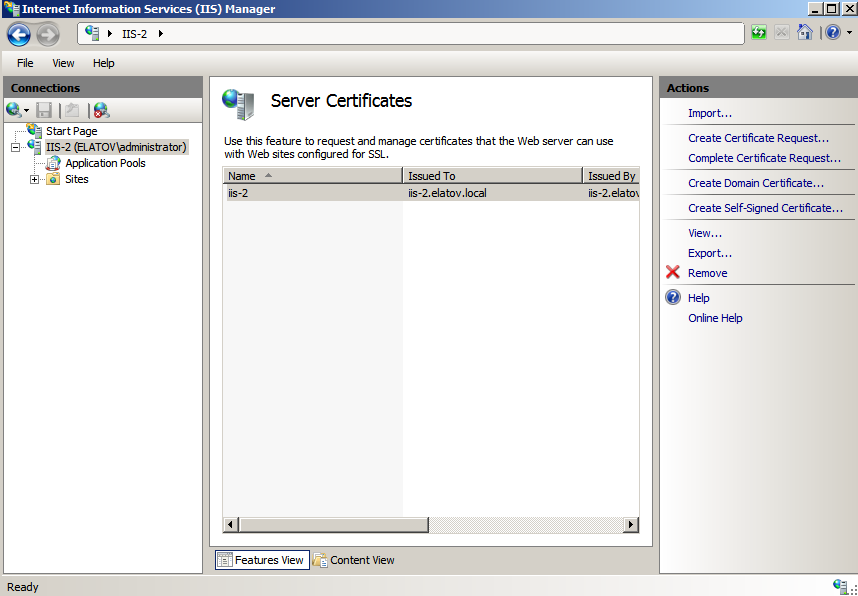 Internet Information Services (IIS) Manager
IIS-2
File View Help
Connections
Start Page
IIS-2 (ELATOV\administrator)
Application Pools
Sites
Server Certificates
Use this feature to request and manage certificates that the Web server can use
with Web sites configured for SSL.
Name Issued To Issued By
iis-2 iis-2.elatov.local iis-2.elatov
Features View Content View
Actions
Import...
Create Certificate Request...
Complete Certificate Request...
Create Domain Certificate...
Create Self-Signed Certificate...
View...
Export...
Remove
Help
Online Help
Ready